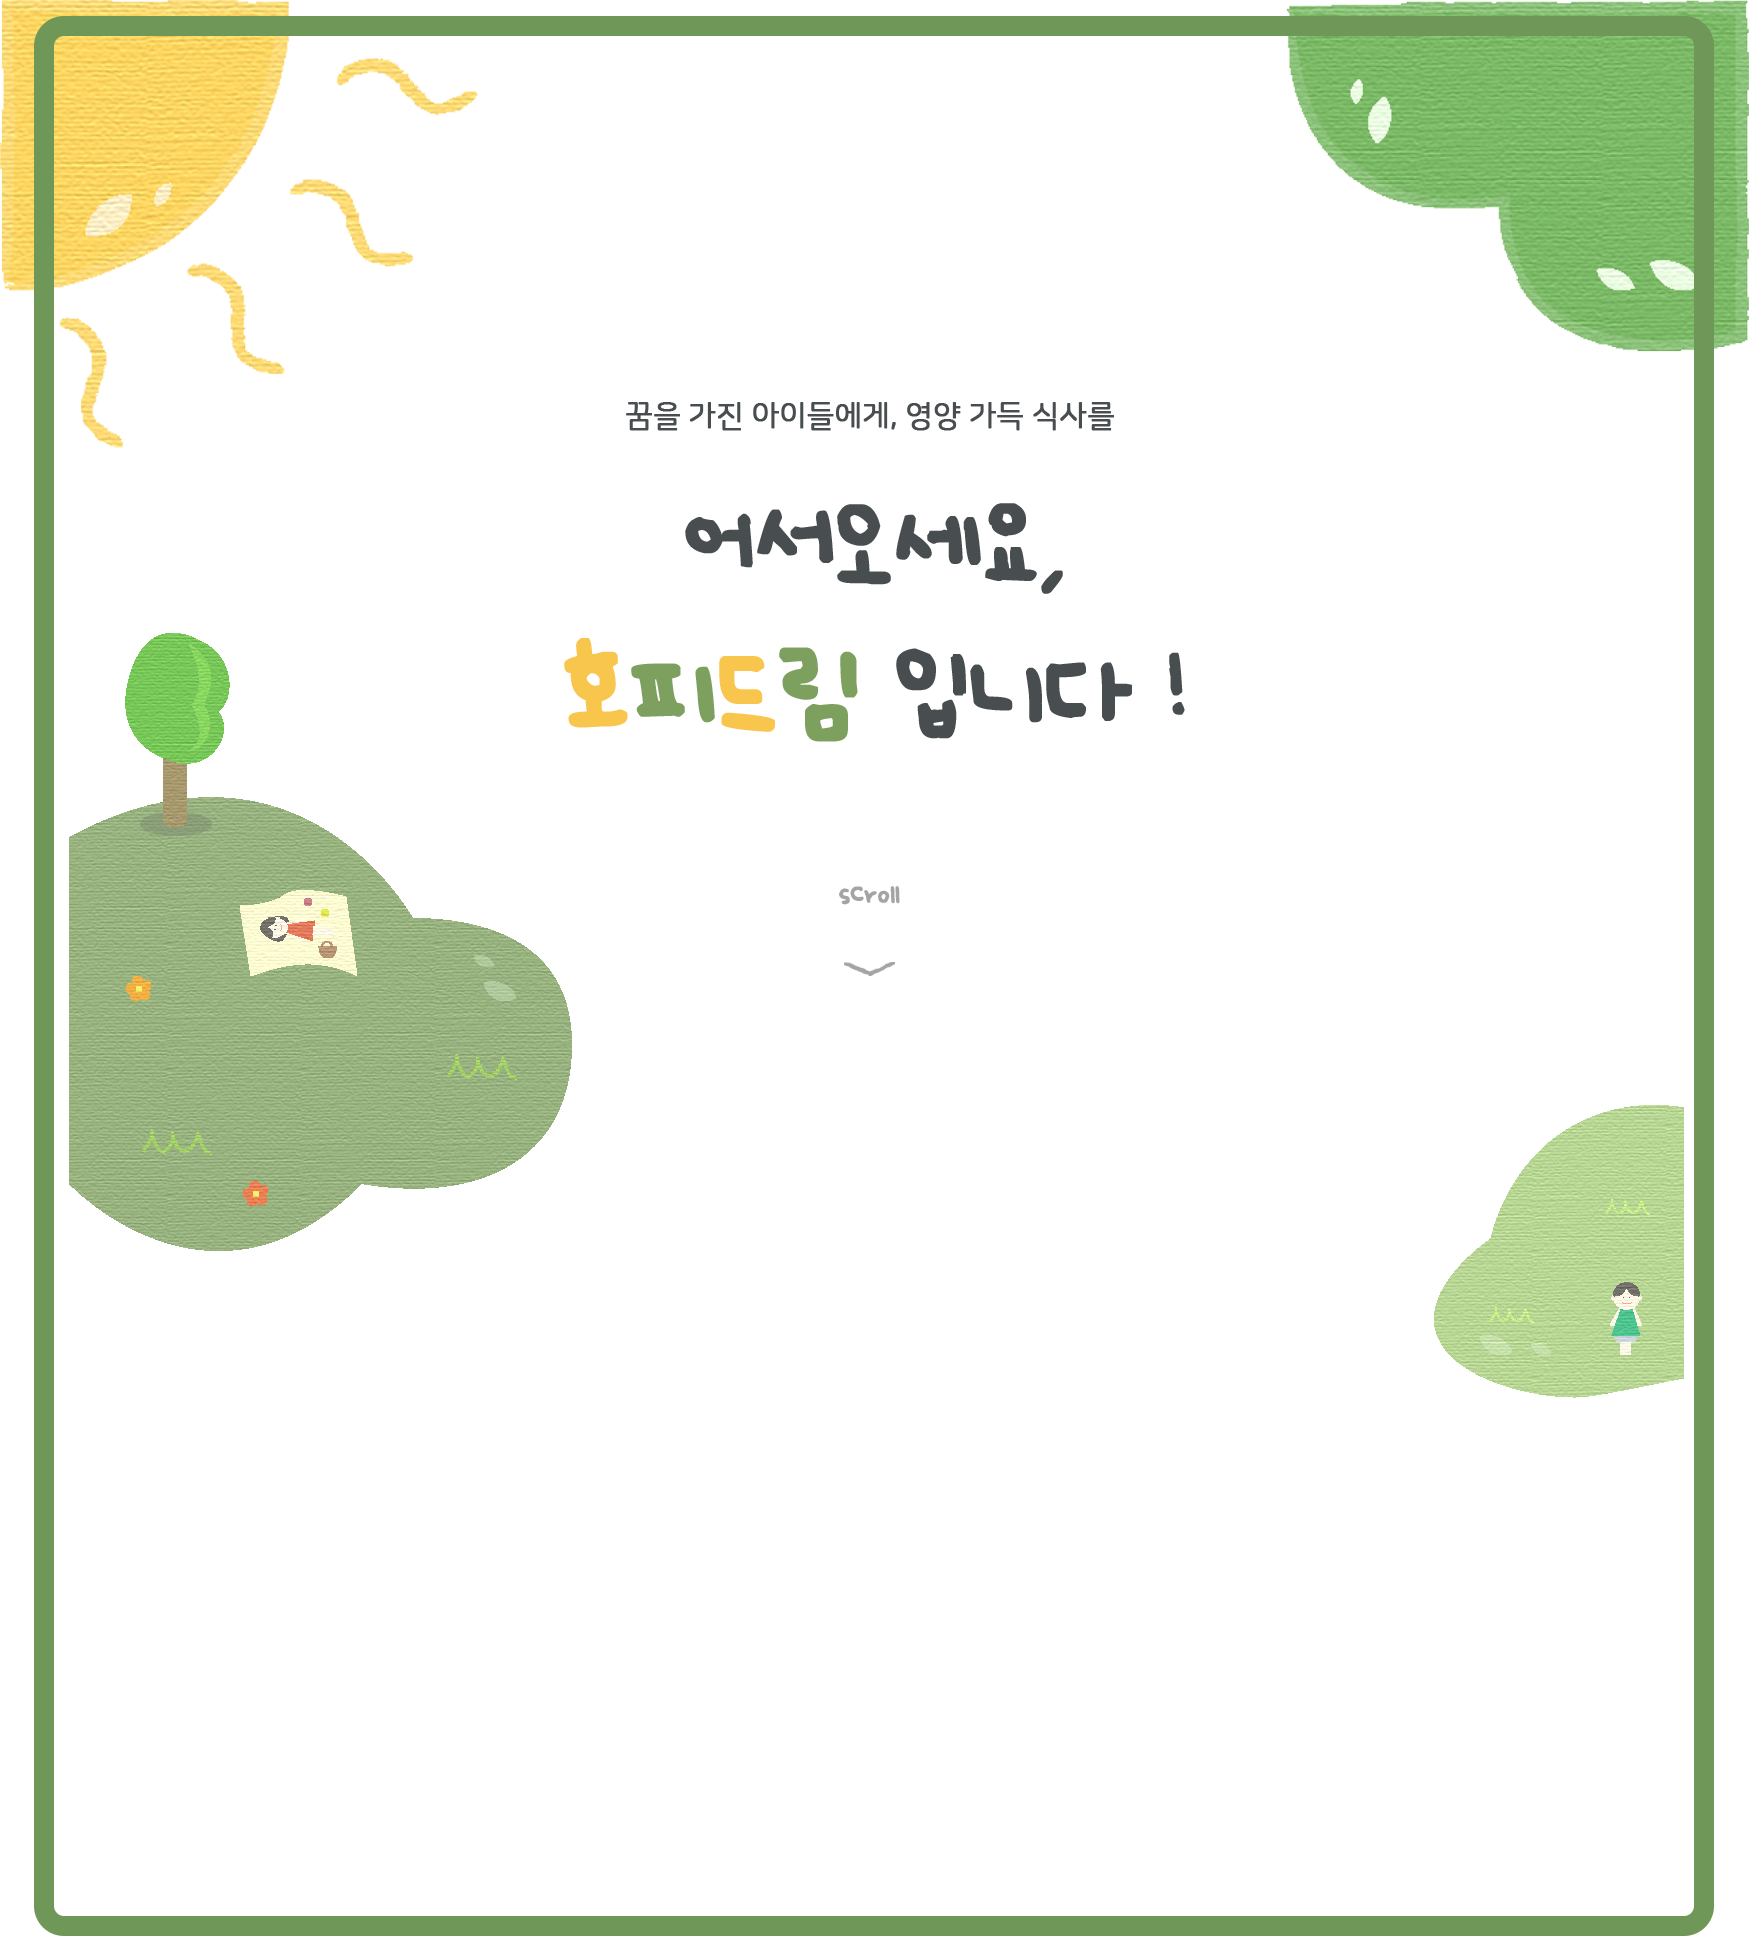 꿈을 가진 아이들에게, 영양 가득 식사를
어서오세요,
호피드림 입니다 !
scroll